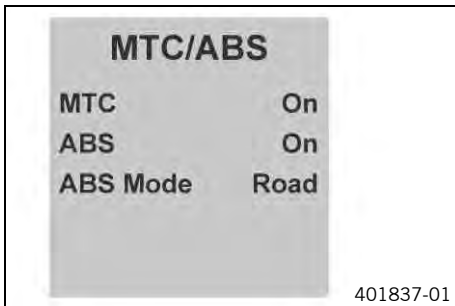 MTC/ABS
MTC On
ABS On
ABS Mode Road
401837-01